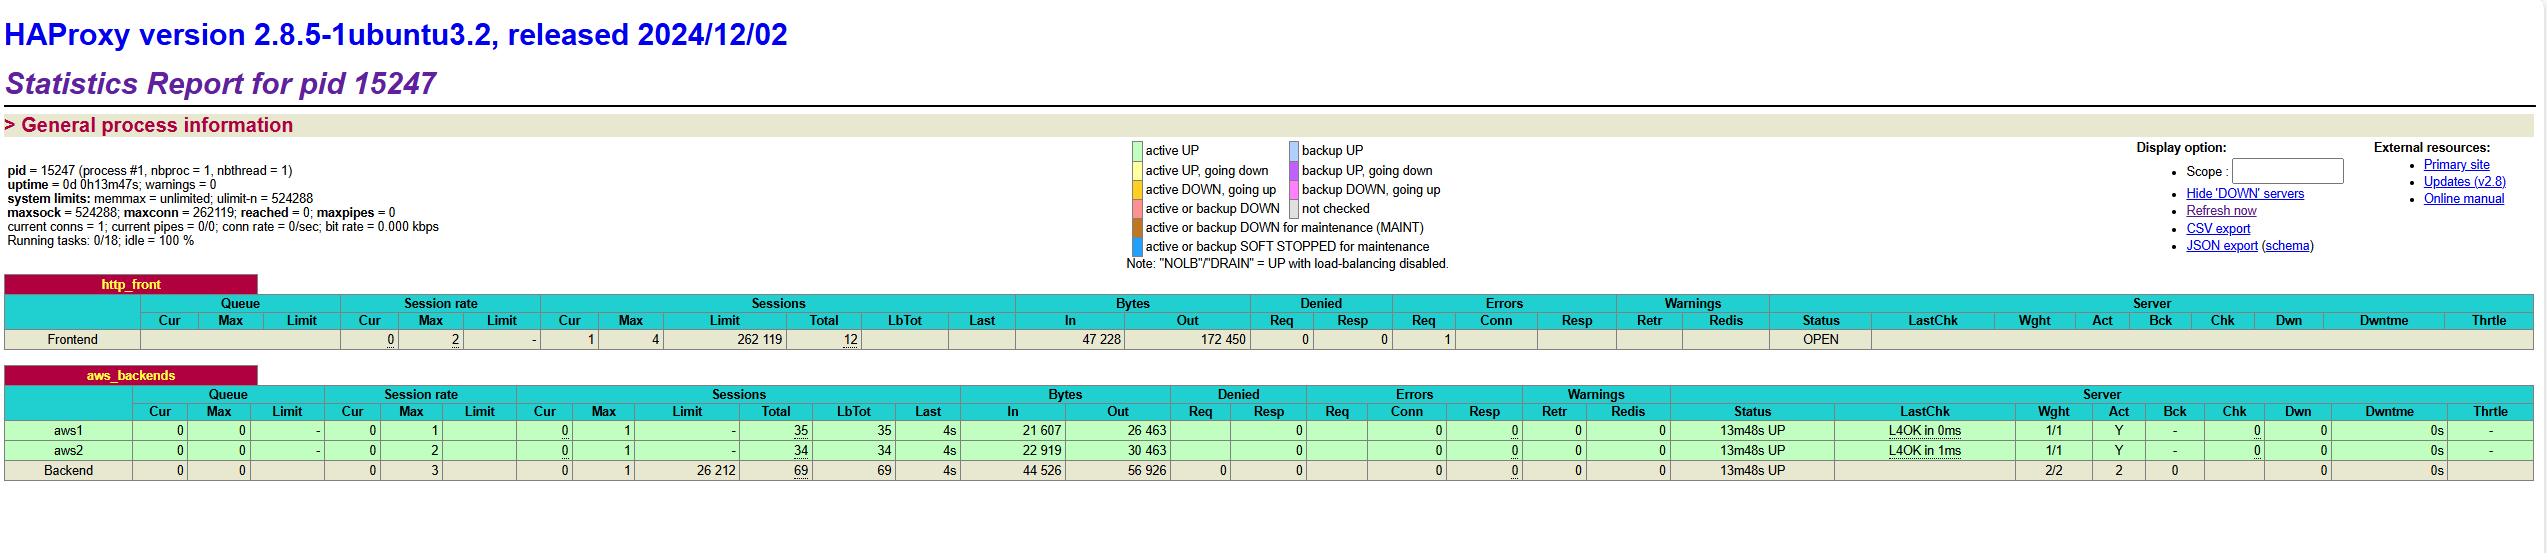 HAProxy version 2.8.5-1ubuntu3.2, released 2024/12/02
Statistics Report for pid 15247
> General process information
pid = 15247 (process #1, nbproc = 1, nbthread = 1)
uptime = 0d 0h13m47s; warnings = 0
system limits: memmax = unlimited; ulimit-n = 524288
maxsock = 524288; maxconn = 262119; reached = 0; maxpipes = 0
current conns = 1; current pipes = 0/0; conn rate = 0/sec; bit rate = 0.000 kbps
Running tasks: 0/18; idle = 100 %
active UP backup UP
active UP, going down backup UP, going down
active DOWN, going up backup DOWN, going up
active or backup DOWN not checked
active or backup DOWN for maintenance (MAINT)
active or backup SOFT STOPPED for maintenance
Note: "NOLB"/"DRAIN" = UP with load-balancing disabled.
Display option:
Scope :
Hide 'DOWN' servers
Refresh now
CSV export
JSON export (schema)
External resources:
Primary site
Updates (v2.8)
Online manual
http_front
Queue Session rate Sessions Bytes Denied Errors Warnings Server
Cur Max Limit Cur Max Limit Cur Max Limit Total LbTot Last In Out Req Resp Req Conn Resp Retr Redis Status LastChk Wght Act Bck Chk Dwn Dwntme Thrtle
Frontend 0 2 - 1 4 262 119 12 47 228 172 450 0 0 1 OPEN
aws_backends
Queue Session rate Sessions Bytes Denied Errors Warnings Server
Cur Max Limit Cur Max Limit Cur Max Limit Total LbTot Last In Out Req Resp Req Conn Resp Retr Redis Status LastChk Wght Act Bck Chk Dwn Dwntme Thrtle
aws1 0 0 - 0 1 0 1 - 35 35 4s 21 607 26 463 0 0 0 0 0 13m48s UP L4OK in 0ms 1/1 Y - 0 0 0s -
aws2 0 0 - 0 2 0 1 - 34 34 4s 22 919 30 463 0 0 0 0 0 13m48s UP L4OK in 1ms 1/1 Y - 0 0 0s -
Backend 0 0 0 3 0 1 26 212 69 69 4s 44 526 56 926 0 0 0 0 0 0 13m48s UP 2/2 2 0 0 0s